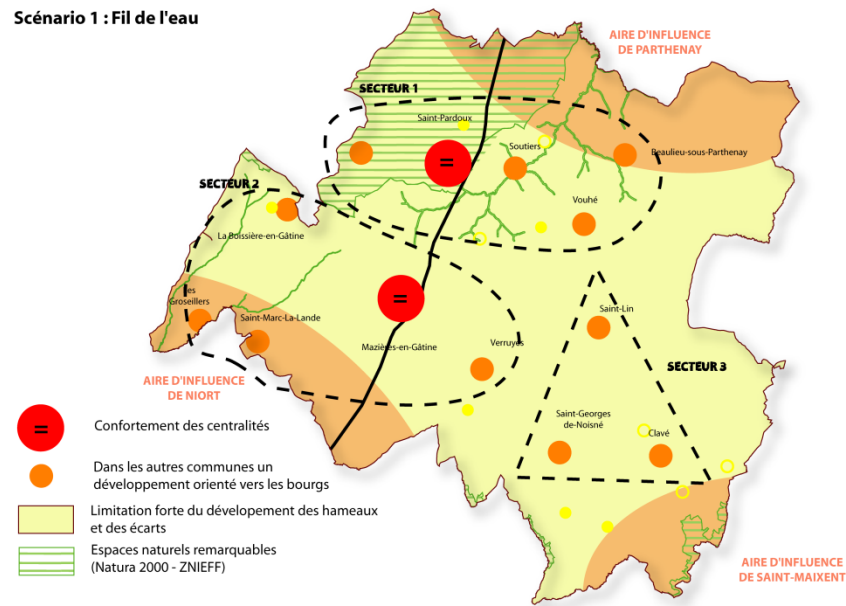 Scénario 1 : Fil de l'eau
AIRE D'INFLUENCE
DE PARTHENAY
SECTEUR 1
Saint-Pardoux
Soutiers
Beaulieu-sous-Parthenay
SECTEUR 2
Vouhé
La Boissière-en-Gâtine
=
Les
Groseillers
Saint-Marc-La-Lande
=
Saint-Lin
Mazières-en-Gâtine
Verruyes
SECTEUR 3
AIRE D'INFLUENCE
DE NIORT
Saint-Georges
de-Noisné
Clavé
=
Confortement des centralités
Dans les autres communes un
développement orienté vers les bourgs
Limitation forte du dévelopement des hameaux
et des écarts
Espaces naturels remarquables
(Natura 2000 - ZNIEFF)
AIRE D'INFLUENCE
DE SAINT-MAIXENT